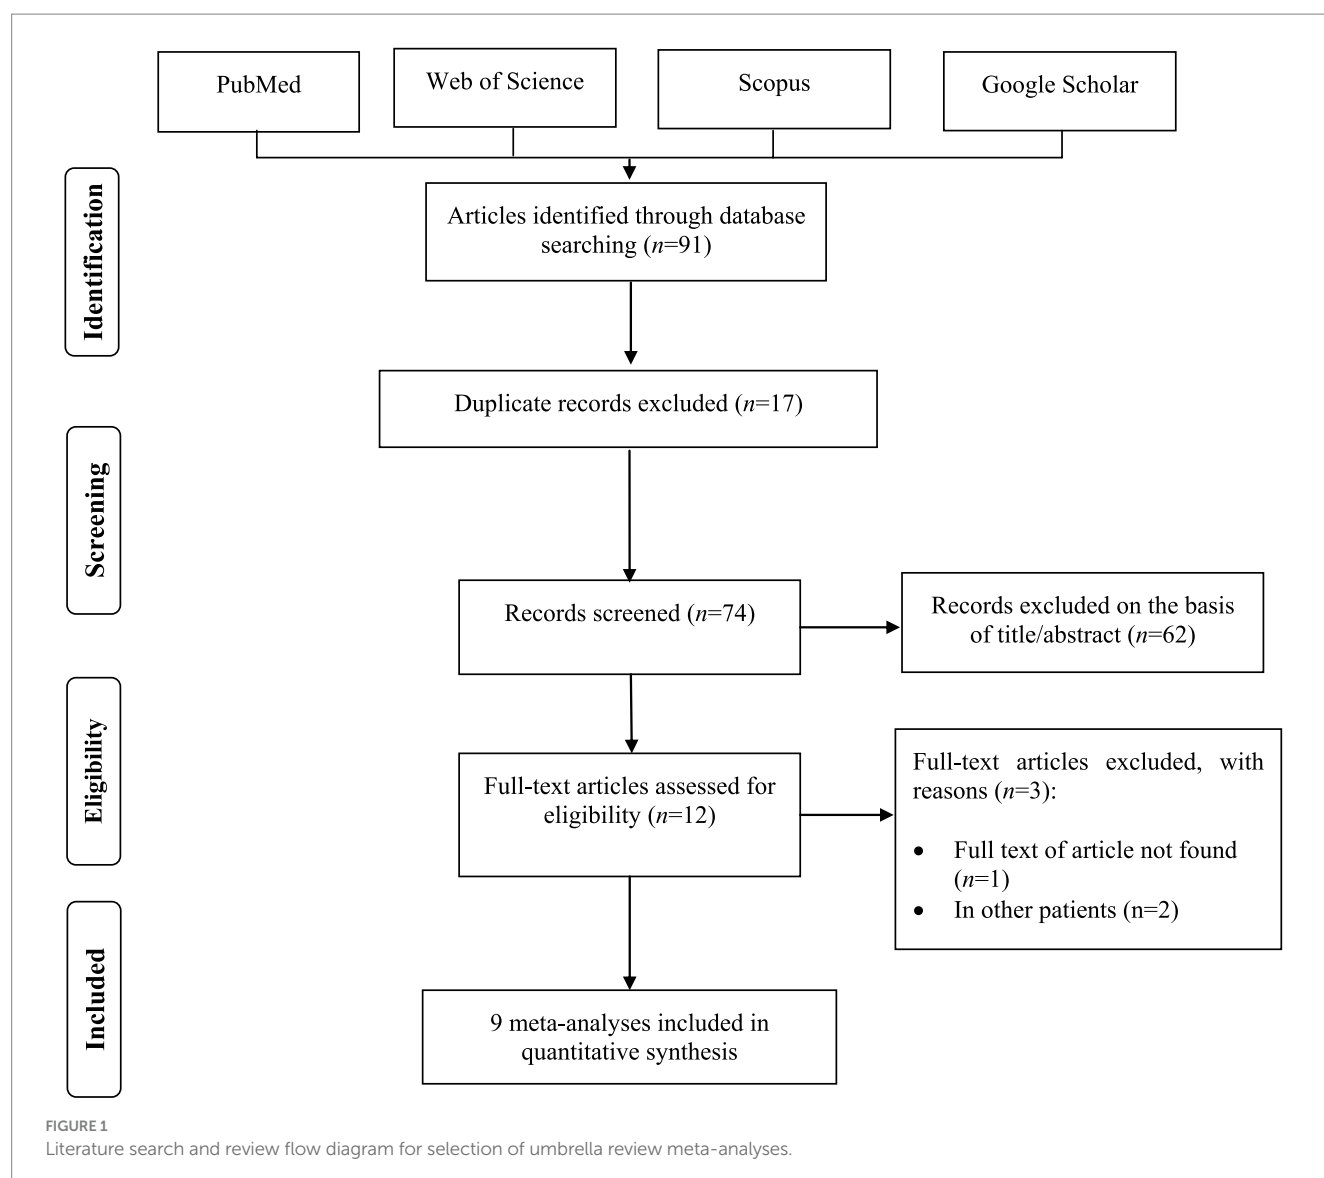 PubMed
Web of Science
Scopus
Google Scholar
Identification
Articles identified through database
searching (n=91)
Duplicate records excluded (n=17)
Screening
Records screened (n=74)
Records excluded on the basis
of title/abstract (n=62)
Eligibility
Full-text articles assessed for
eligibility (n=12)
Full-text articles excluded, with
reasons (n=3):
• Full text of article not found
(n=1)
• In other patients (n=2)
Included
9 meta-analyses included in
quantitative synthesis
FIGURE 1
Literature search and review flow diagram for selection of umbrella review meta-analyses.